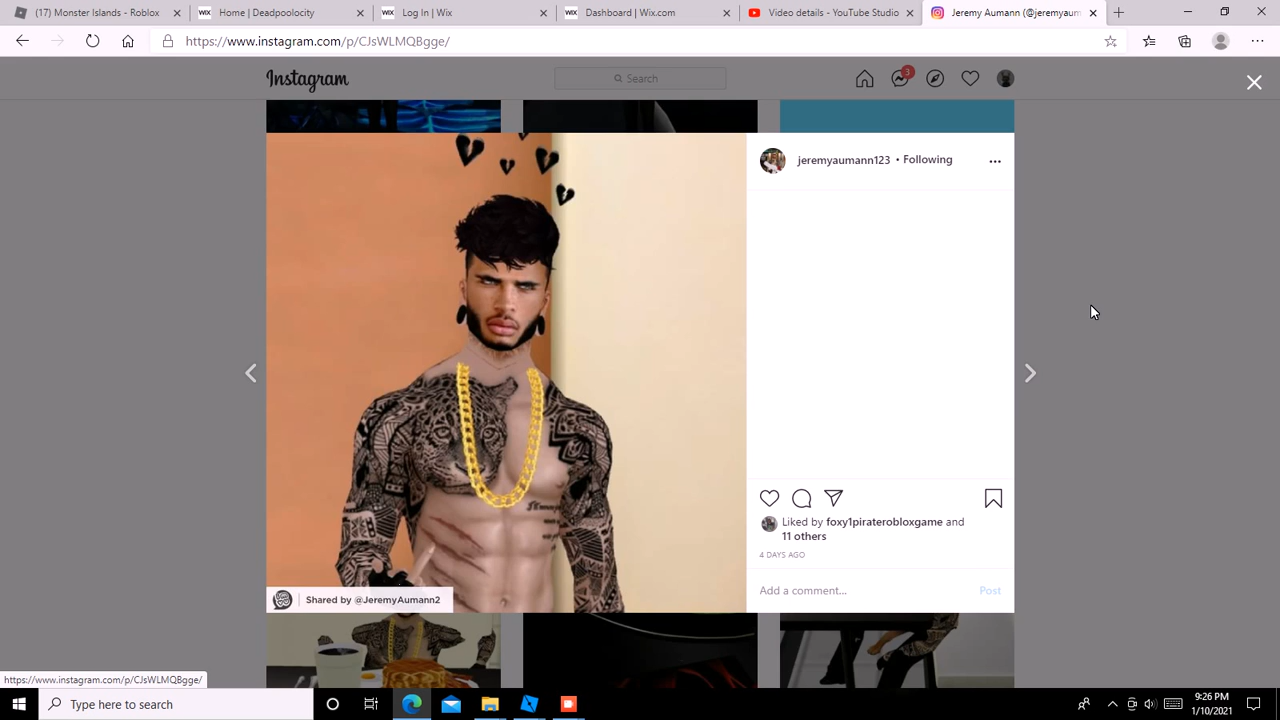 (17) Monster Islands - Roblox
Home | Deadpoolocity
Log In Wix
Dashboard | Wix.com
Video details - YouTube Studio
Jeremy Aumann (@jeremyaum
https://www.instagram.com/p/CJsWLMQBgge/
Instagram
Search
3
jeremyaumann123 • Following
Liked by foxy1piraterobloxgame and
11 others
4 DAYS AGO
Add a comment...
Post
Shared by @JeremyAumann2
https://www.instagram.com/p/CJsWLMQBgge/
Type here to search
9:26 PM
1/10/2021